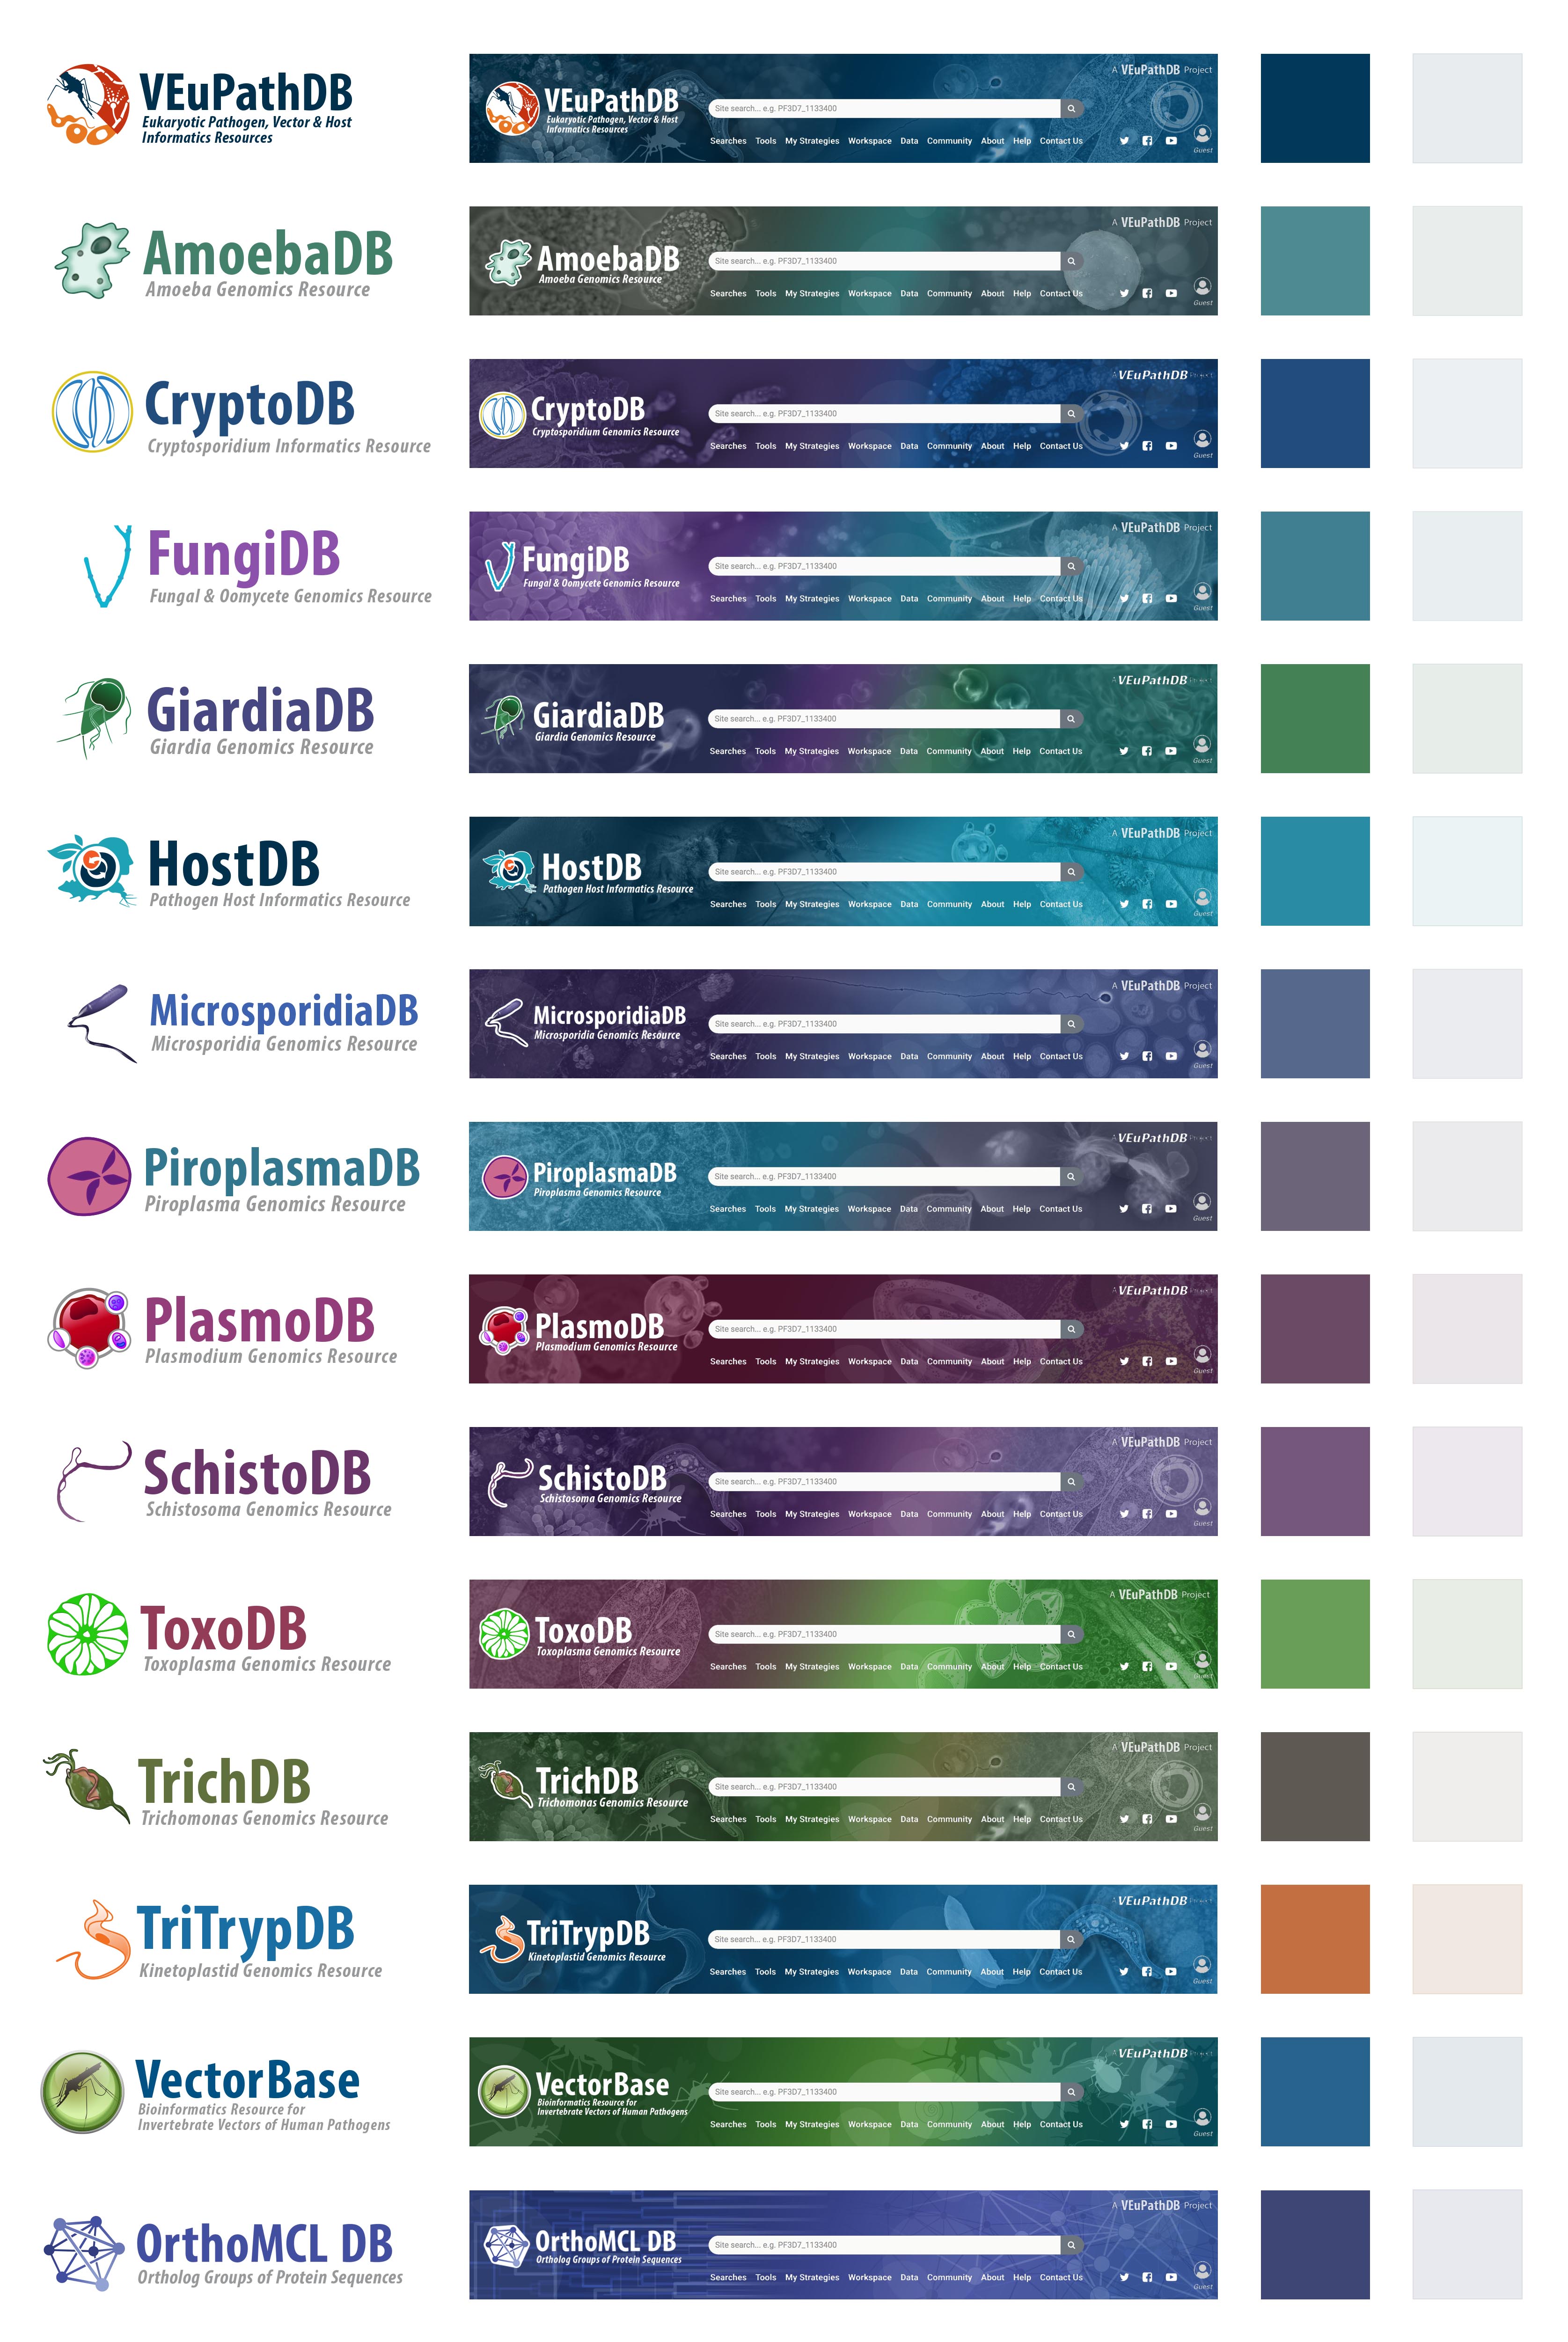 VEuPathDB
Eukaryotic Pathogen, Vector & Host
Informatics Resources
A VEuPathDB Project
VEuPathDB
Eukaryotic Pathogen, Vector & Host
Informatics Resources
Site search... e.g. PF3D7_1133400
Searches Tools My Strategies Workspace Data Community About Help Contact Us
Guest
AmoebaDB
Amoeba Genomics Resource
A VEuPathDB Project
AmoebaDB
Amoeba Genomics Resource
Site search... e.g. PF3D7_1133400
Searches Tools My Strategies Workspace Data Community About Help Contact Us
Guest
CryptoDB
Cryptosporidium Informatics Resource
A VEuPathDB Project
CryptoDB
Cryptosporidium Genomics Resource
Site search... e.g. PF3D7_1133400
Searches Tools My Strategies Workspace Data Community About Help Contact Us
Guest
FungiDB
Fungal & Oomycete Genomics Resource
A VEuPathDB Project
FungiDB
Fungal & Oomycete Genomics Resource
Site search... e.g. PF3D7_1133400
Searches Tools My Strategies Workspace Data Community About Help Contact Us
Guest
GiardiaDB
Giardia Genomics Resource
A VEuPathDB Project
GiardiaDB
Giardia Genomics Resource
Site search... e.g. PF3D7_1133400
Searches Tools My Strategies Workspace Data Community About Help Contact Us
Guest
HostDB
Pathogen Host Informatics Resource
A VEuPathDB Project
HostDB
Pathogen Host Informatics Resource
Site search... e.g. PF3D7_1133400
Searches Tools My Strategies Workspace Data Community About Help Contact Us
Guest
MicrosporidiaDB
Microsporidia Genomics Resource
A VEuPathDB Project
MicrosporidiaDB
Microsporidia Genomics Resource
Site search... e.g. PF3D7_1133400
Searches Tools My Strategies Workspace Data Community About Help Contact Us
Guest
PiroplasmaDB
Piroplasma Genomics Resource
A VEuPathDB Project
PiroplasmaDB
Piroplasma Genomics Resource
Site search... e.g. PF3D7_1133400
Searches Tools My Strategies Workspace Data Community About Help Contact Us
Guest
PlasmoDB
Plasmodium Genomics Resource
A VEuPathDB Project
PlasmoDB
Plasmodium Genomics Resource
Site search... e.g. PF3D7_1133400
Searches Tools My Strategies Workspace Data Community About Help Contact Us
Guest
SchistoDB
Schistosoma Genomics Resource
A VEuPathDB Project
SchistoDB
Schistosoma Genomics Resource
Site search... e.g. PF3D7_1133400
Searches Tools My Strategies Workspace Data Community About Help Contact Us
Guest
ToxoDB
Toxoplasma Genomics Resource
A VEuPathDB Project
ToxoDB
Toxoplasma Genomics Resource
Site search... e.g. PF3D7_1133400
Searches Tools My Strategies Workspace Data Community About Help Contact Us
Guest
TrichDB
Trichomonas Genomics Resource
A VEuPathDB Project
TrichDB
Trichomonas Genomics Resource
Site search... e.g. PF3D7_1133400
Searches Tools My Strategies Workspace Data Community About Help Contact Us
Guest
TriTrypDB
Kinetoplastid Genomics Resource
A VEuPathDB Project
TriTrypDB
Kinetoplastid Genomics Resource
Site search... e.g. PF3D7_1133400
Searches Tools My Strategies Workspace Data Community About Help Contact Us
Guest
VectorBase
Bioinformatics Resource for
Invertebrate Vectors of Human Pathogens
A VEuPathDB Project
VectorBase
Bioinformatics Resource for
Invertebrate Vectors of Human Pathogens
Site search... e.g. PF3D7_1133400
Searches Tools My Strategies Workspace Data Community About Help Contact Us
Guest
OrthoMCL DB
Ortholog Groups of Protein Sequences
A VEuPathDB Project
OrthoMCL DB
Ortholog Groups of Protein Sequences
Site search... e.g. PF3D7_1133400
Searches Tools My Strategies Workspace Data Community About Help Contact Us
Guest